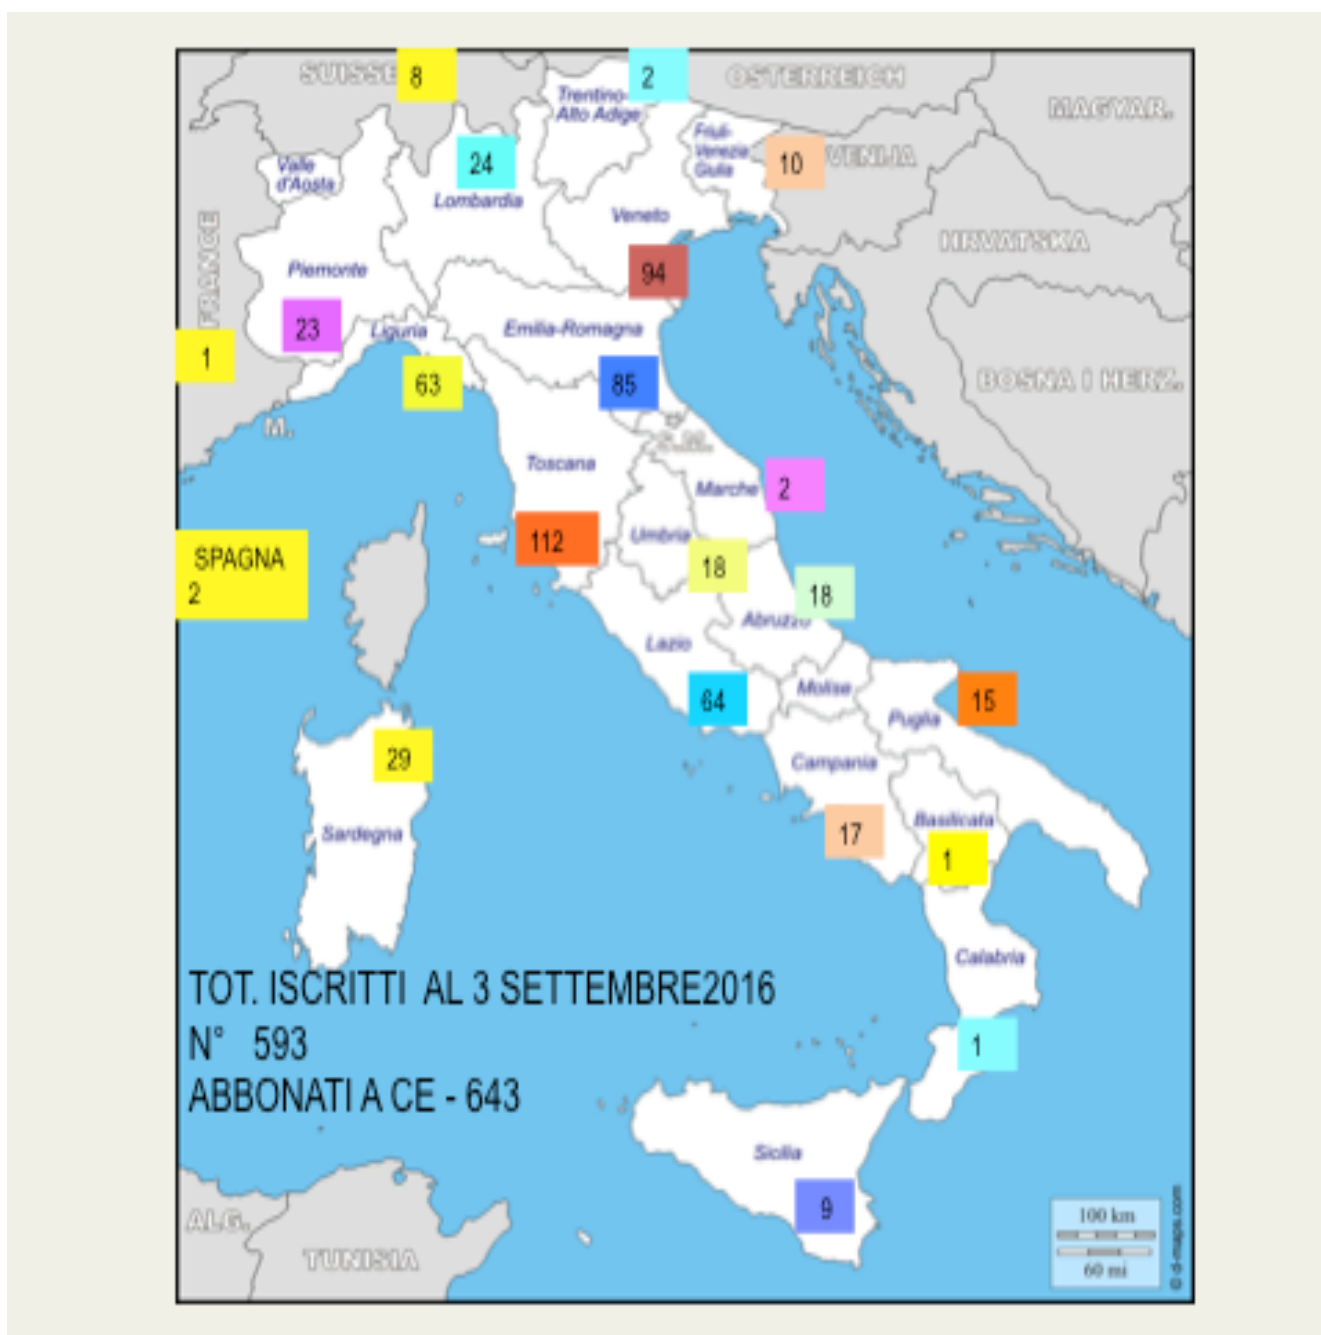 SUISSE
8
2
ÖSTERREICH
MAGYAR.
Trentino-
Alto Adige
Friuli-
Venezia
Giulia
10
VENIJA
Valle
d'Aosta
24
Lombardia
Veneto
FRANCE
HRVATSKA
Piemonte
94
23
Liguria
Emilia-Romagna
1
63
85
BOSNA I HERZ.
M.
S.M.
Toscana
Marche
2
112
Umbria
SPAGNA
2
18
18
Abruzzo
Lazio
64
Molise
15
Puglia
29
Campania
Sardegna
17
Basilicata
1
Calabria
TOT. ISCRITTI AL 3 SETTEMBRE2016
N° 593
1
ABBONATI A CE - 643
Sicilia
9
ALG.
TUNISIA
100 km
60 mi
© d-maps.com